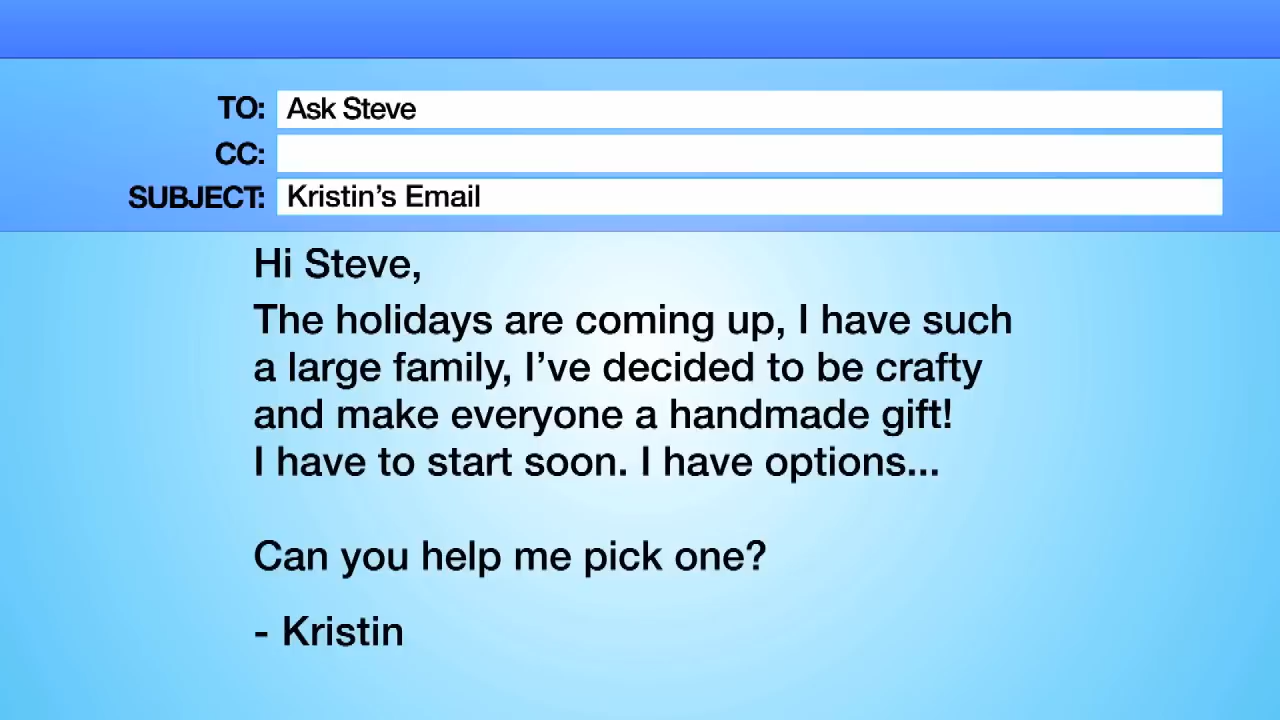 TO: Ask Steve
CC:
SUBJECT: Kristin’s Email
Hi Steve,
The holidays are coming up, I have such
a large family, I’ve decided to be crafty
and make everyone a handmade gift!
I have to start soon. I have options...
Can you help me pick one?
- Kristin